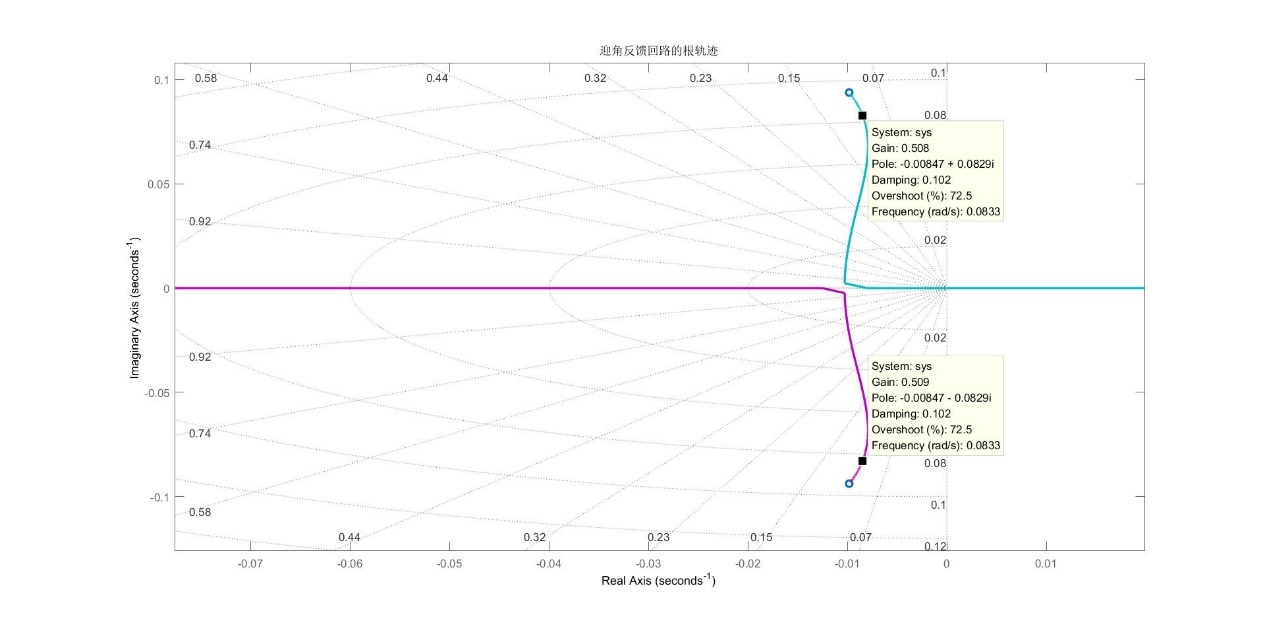 迎角反馈回路的根轨迹
0.1
0.58
0.44
0.32
0.23
0.15
0.07
0.1
0.08
System: sys
Gain: 0.508
Pole: -0.00847 + 0.0829i
Damping: 0.102
Overshoot (%): 72.5
Frequency (rad/s): 0.0833
0.74
0.05
0.92
0.02
Imaginary Axis (seconds-1)
0
0.02
0.92
System: sys
Gain: 0.509
Pole: -0.00847 - 0.0829i
Damping: 0.102
Overshoot (%): 72.5
Frequency (rad/s): 0.0833
-0.05
0.74
0.08
-0.1
0.58
0.1
0.44
0.32
0.23
0.15
0.07
0.12
-0.07
-0.06
-0.05
-0.04
-0.03
-0.02
-0.01
0
0.01
Real Axis (seconds-1)